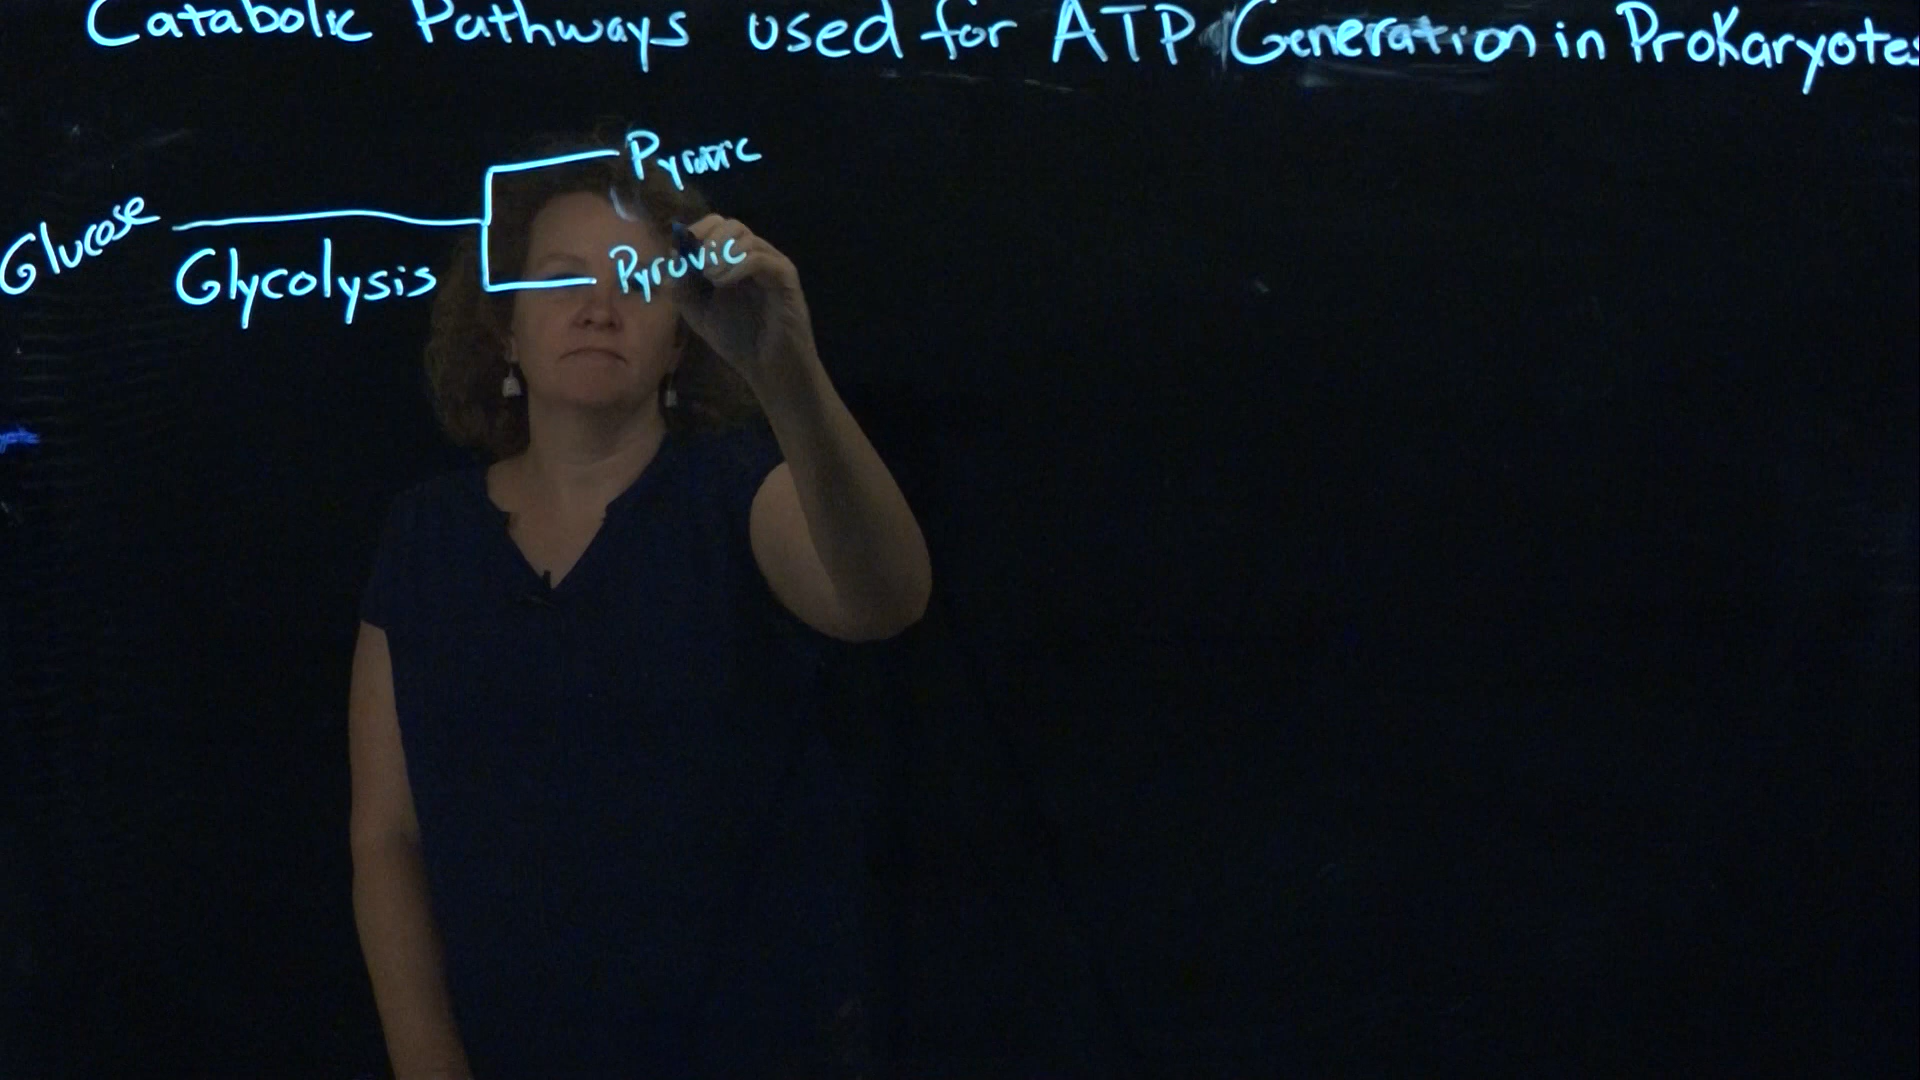 Catabolic Pathways used for ATP Generation in Prokaryotes
Pyruvic
Glucose
Glycolysis
Pyruvic